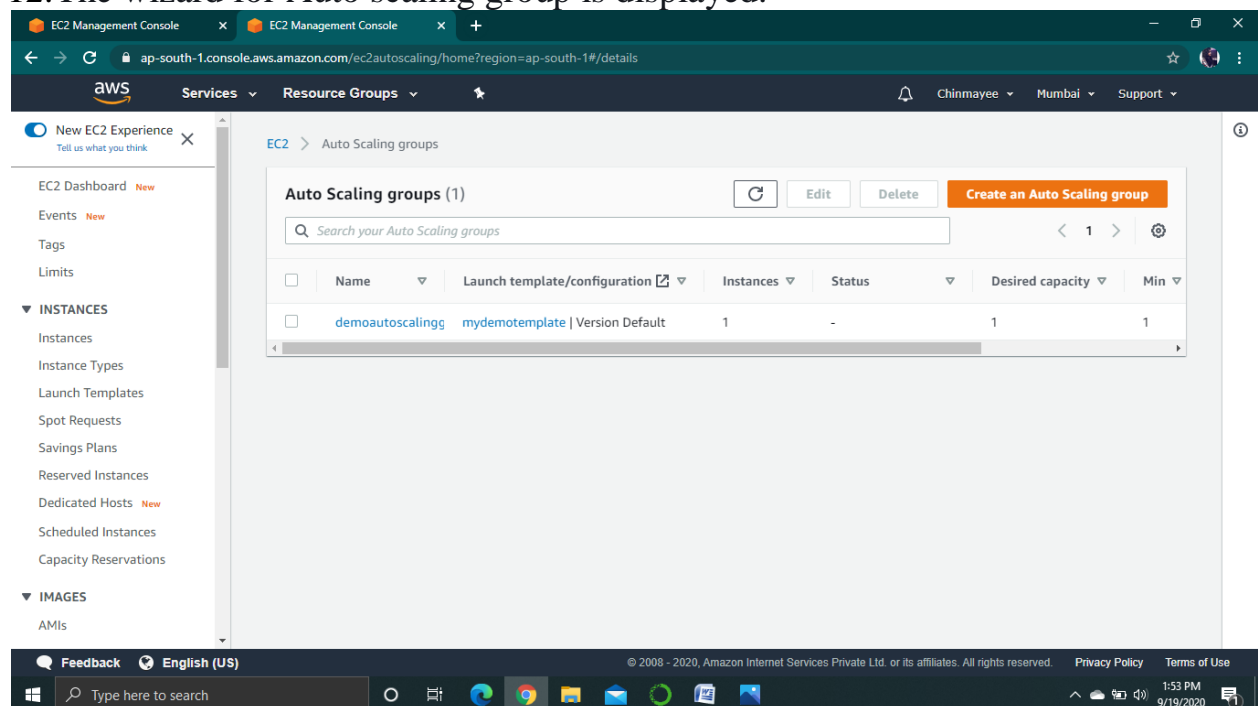 12.The wizard for Auto scaling group is displayed.
EC2 Management Console
EC2 Management Console
ap-south-1.console.aws.amazon.com/ec2autoscaling/home?region=ap-south-1#/details
aws Services Resource Groups Chinmayee Mumbai Support
New EC2 Experience
Tell us what you think
EC2 Dashboard New
Events New
Tags
Limits
INSTANCES
Instances
Instance Types
Launch Templates
Spot Requests
Savings Plans
Reserved Instances
Dedicated Hosts New
Scheduled Instances
Capacity Reservations
IMAGES
AMIs
EC2 > Auto Scaling groups
Auto Scaling groups (1) Edit Delete Create an Auto Scaling group
Search your Auto Scaling groups < 1 >
Name Launch template/configuration Instances Status Desired capacity Min
demoautoscalingg mydemotemplate | Version Default 1 - 1 1
Feedback English (US) © 2008 - 2020, Amazon Internet Services Private Ltd. or its affiliates. All rights reserved. Privacy Policy Terms of Use
Type here to search
1:53 PM
9/19/2020